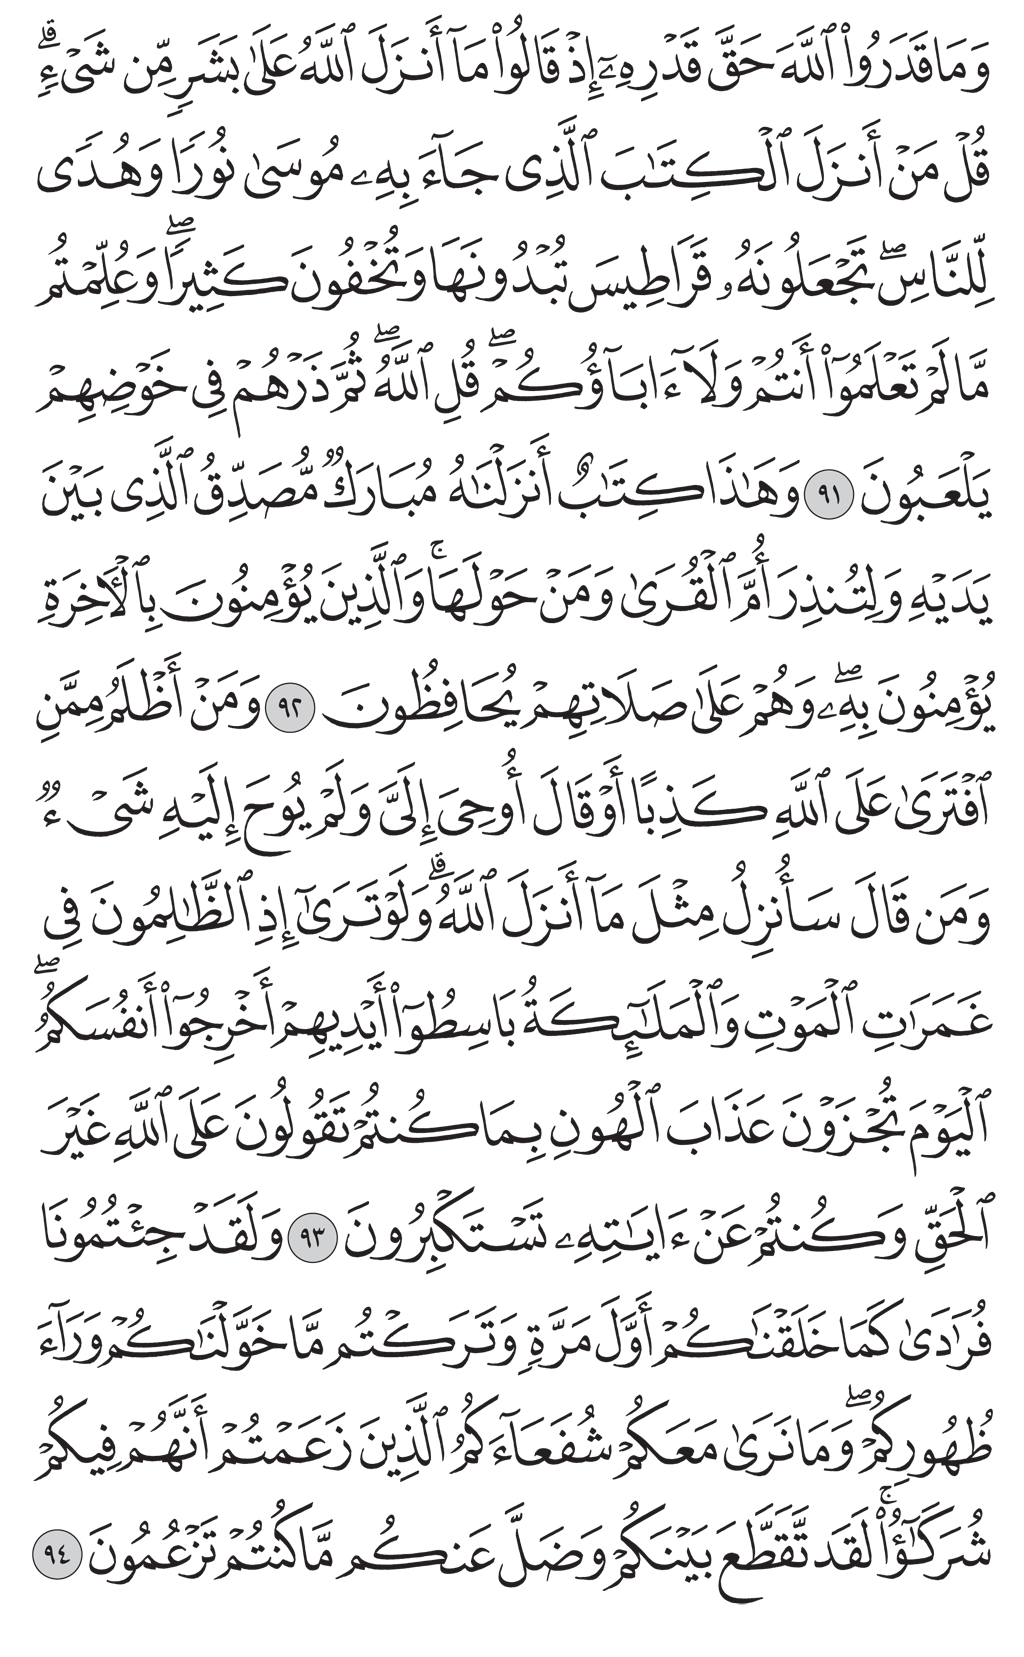 وَمَا قَدَرُوا۟ ٱللَّهَ حَقَّ قَدْرِهِۦٓ إِذْ قَالُوا۟ مَآ أَنزَلَ ٱللَّهُ عَلَىٰ بَشَرٍ مِّن شَىْءٍ ۗ
قُلْ مَنْ أَنزَلَ ٱلْكِتَـٰبَ ٱلَّذِى جَآءَ بِهِۦ مُوسَىٰ نُورًا وَهُدًى
لِّلنَّاسِ ۖ تَجْعَلُونَهُۥ قَرَاطِيسَ تُبْدُونَهَا وَتُخْفُونَ كَثِيرًا ۖ وَعُلِّمْتُم
مَّا لَمْ تَعْلَمُوٓا۟ أَنتُمْ وَلَآ ءَابَآؤُكُمْ ۖ قُلِ ٱللَّهُ ۖ ثُمَّ ذَرْهُمْ فِى خَوْضِهِمْ
يَلْعَبُونَ ٩١ وَهَـٰذَا كِتَـٰبٌ أَنزَلْنَـٰهُ مُبَارَكٌ مُّصَدِّقُ ٱلَّذِى بَيْنَ
يَدَيْهِ وَلِتُنذِرَ أُمَّ ٱلْقُرَىٰ وَمَنْ حَوْلَهَا ۚ وَٱلَّذِينَ يُؤْمِنُونَ بِٱلْـَٔاخِرَةِ
يُؤْمِنُونَ بِهِۦ ۖ وَهُمْ عَلَىٰ صَلَاتِهِمْ يُحَافِظُونَ ٩٢ وَمَنْ أَظْلَمُ مِمَّنِ
ٱفْتَرَىٰ عَلَى ٱللَّهِ كَذِبًا أَوْ قَالَ أُوحِىَ إِلَىَّ وَلَمْ يُوحَ إِلَيْهِ شَىْءٌ
وَمَن قَالَ سَأُنزِلُ مِثْلَ مَآ أَنزَلَ ٱللَّهُ ۗ وَلَوْ تَرَىٰٓ إِذِ ٱلظَّـٰلِمُونَ فِى
غَمَرَٰتِ ٱلْمَوْتِ وَٱلْمَلَـٰٓئِكَةُ بَاسِطُوٓا۟ أَيْدِيهِمْ أَخْرِجُوٓا۟ أَنفُسَكُمُ ۖ
ٱلْيَوْمَ تُجْزَوْنَ عَذَابَ ٱلْهُونِ بِمَا كُنتُمْ تَقُولُونَ عَلَى ٱللَّهِ غَيْرَ
ٱلْحَقِّ وَكُنتُمْ عَنْ ءَايَـٰتِهِۦ تَسْتَكْبِرُونَ ٩٣ وَلَقَدْ جِئْتُمُونَا
فُرَٰدَىٰ كَمَا خَلَقْنَـٰكُمْ أَوَّلَ مَرَّةٍ وَتَرَكْتُم مَّا خَوَّلْنَـٰكُمْ وَرَآءَ
ظُهُورِكُمْ ۖ وَمَا نَرَىٰ مَعَكُمْ شُفَعَآءَكُمُ ٱلَّذِينَ زَعَمْتُمْ أَنَّهُمْ فِيكُمْ
شُرَكَـٰٓؤُا۟ ۚ لَقَد تَّقَطَّعَ بَيْنَكُمْ وَضَلَّ عَنكُم مَّا كُنتُمْ تَزْعُمُونَ ٩٤